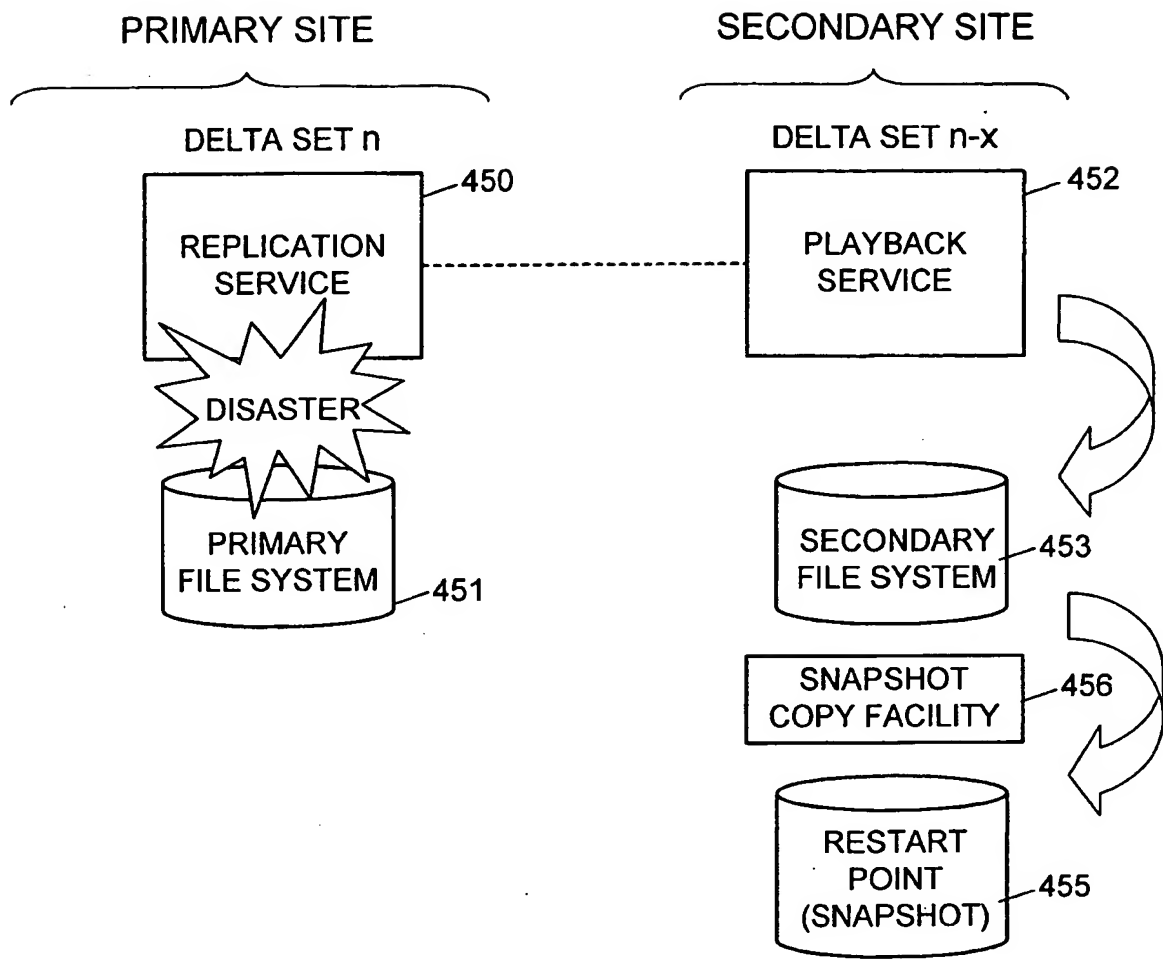 PRIMARY SITE
SECONDARY SITE
DELTA SET n
DELTA SET n-x
450
452
REPLICATION
SERVICE
PLAYBACK
SERVICE
DISASTER
PRIMARY
FILE SYSTEM
451
SECONDARY
FILE SYSTEM
453
SNAPSHOT
COPY FACILITY
456
RESTART
POINT
(SNAPSHOT)
455